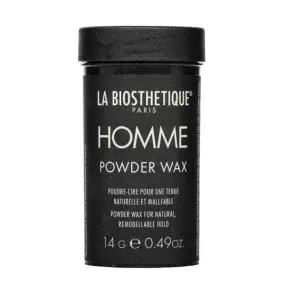 LA BIOSTHETIQUE®
PARIS
HOMME
POWDER WAX
POUDRE-CIRE POUR UNE TENUE
NATURELLE ET MALLEABLE
POWDER WAX FOR NATURAL,
REMODELLABLE HOLD
14 G ℮ 0.49OZ.